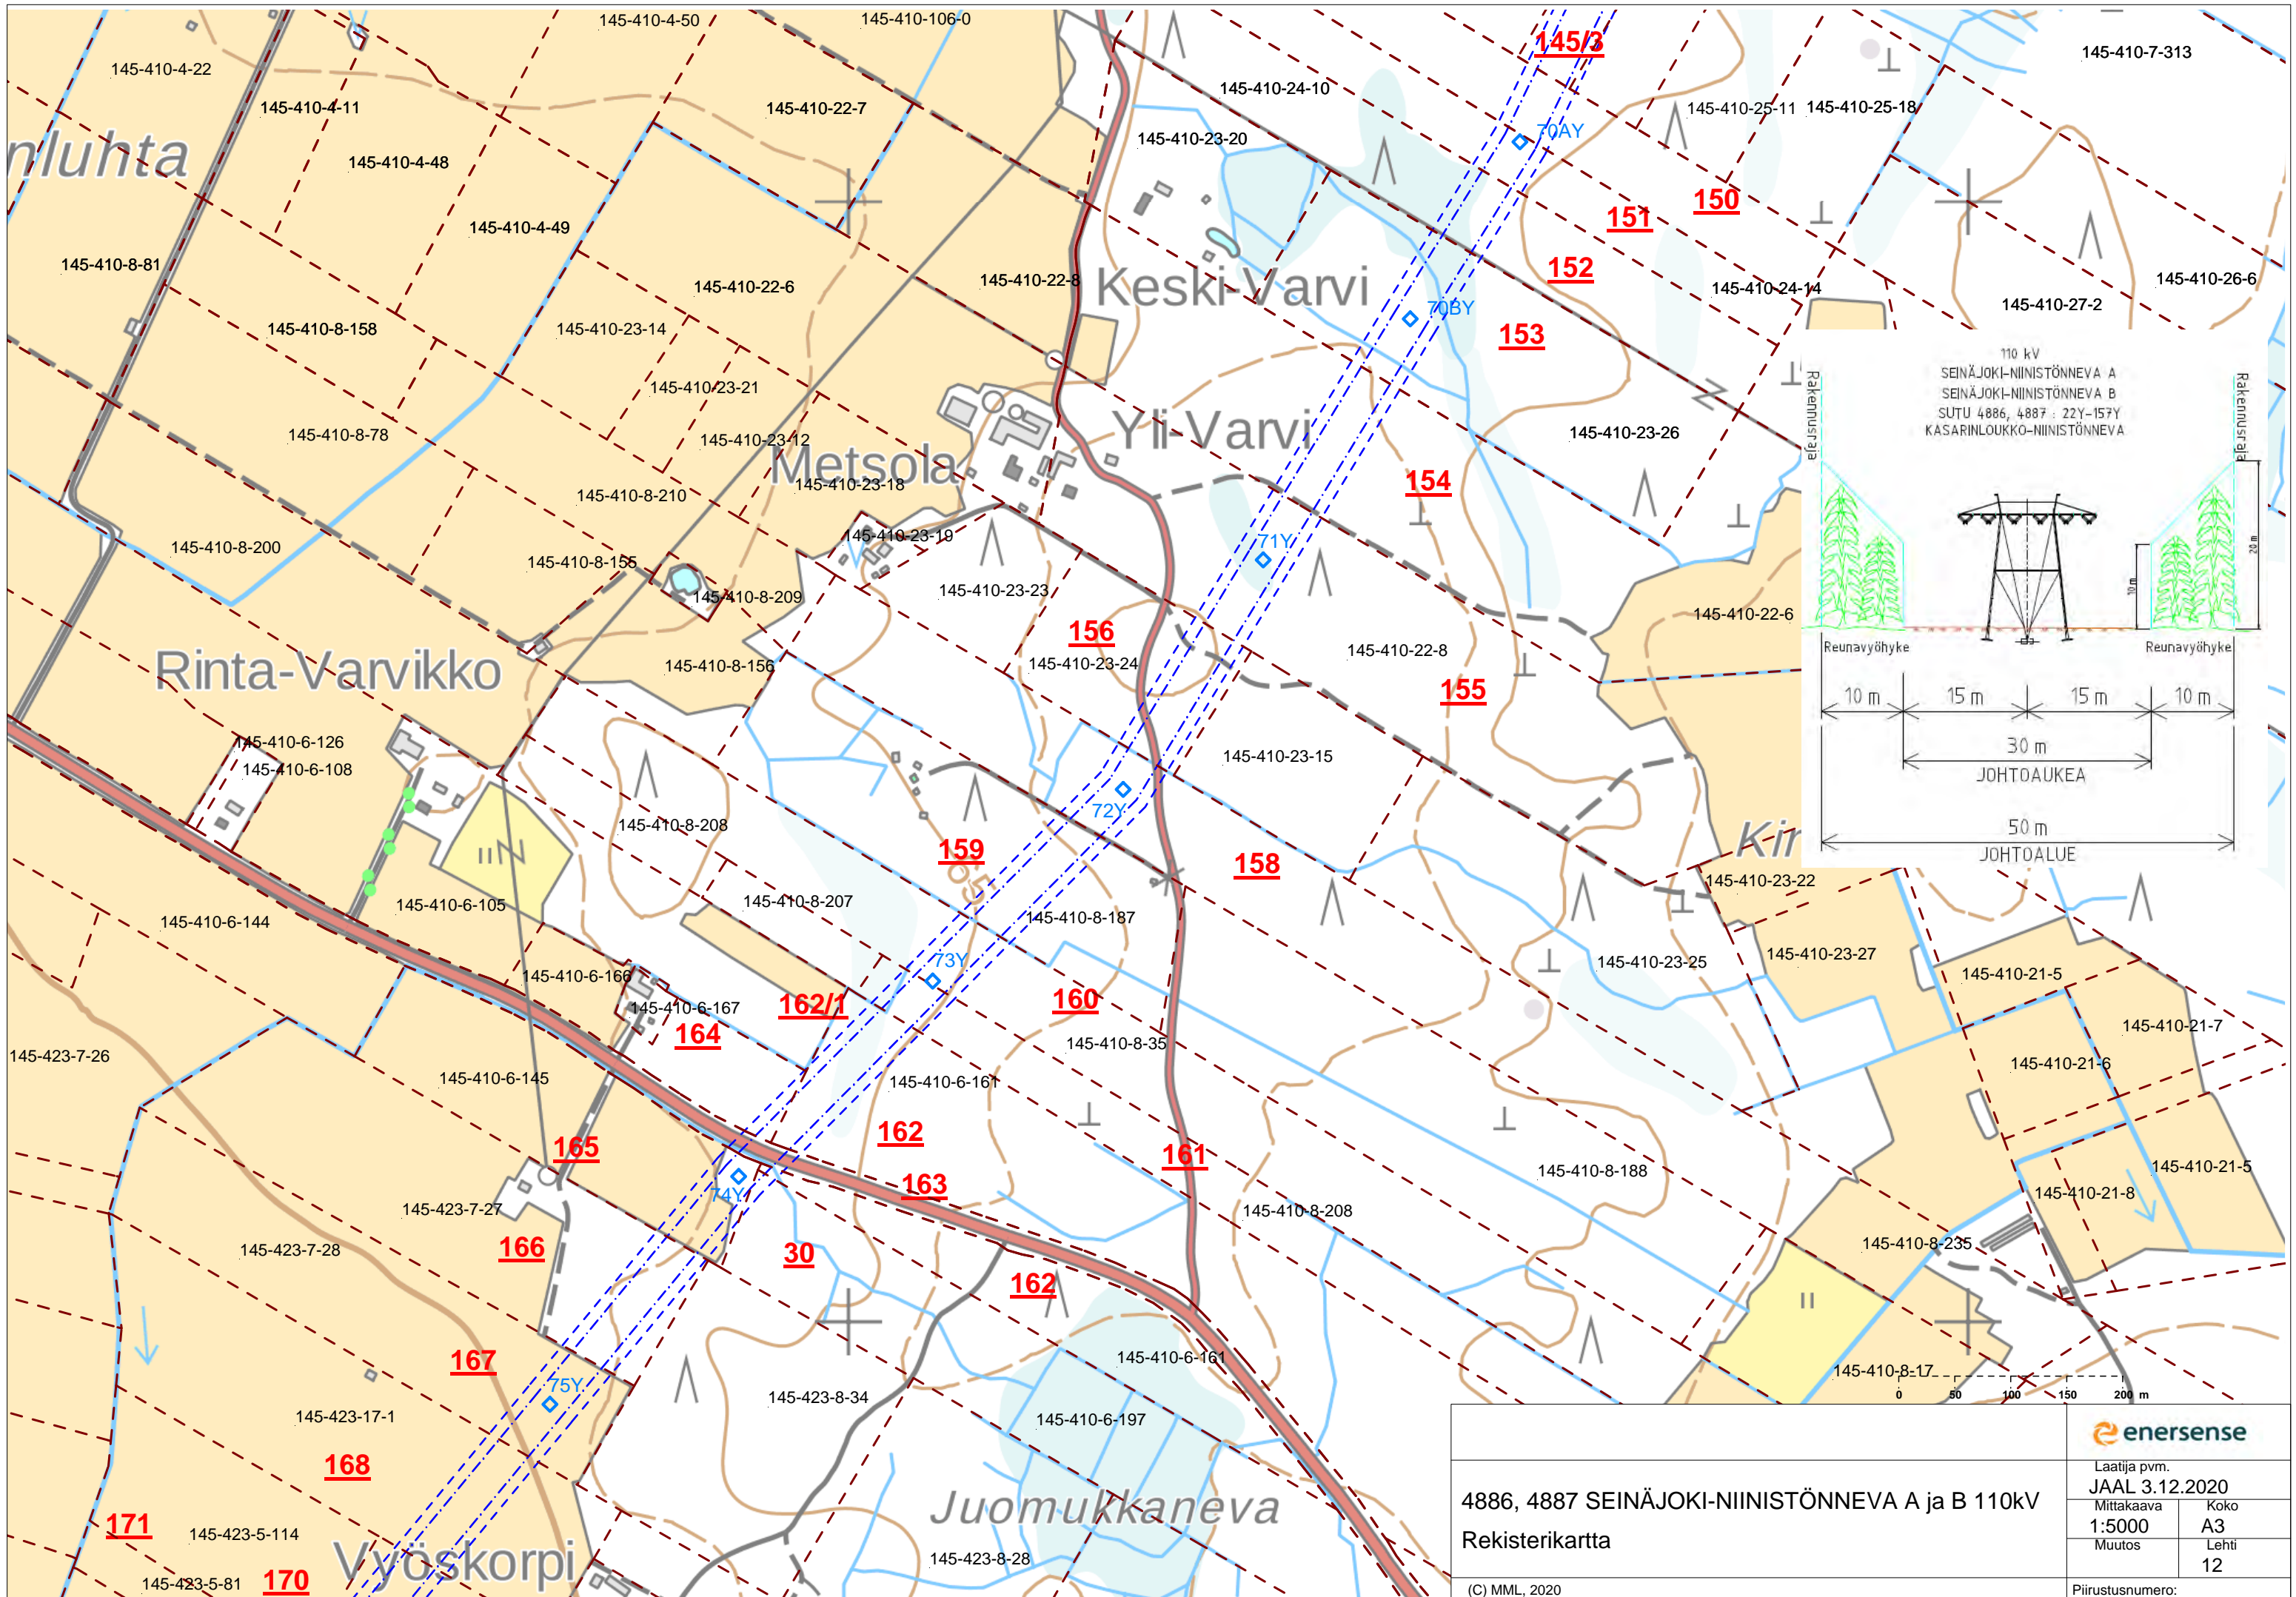 145-410-4-50
145-410-106-0
145/3
145-410-7-313
145-410-4-22
145-410-4-11
145-410-22-7
145-410-24-10
145-410-25-11
145-410-25-18
70AY
145-410-23-20
nluhta
145-410-4-48
150
151
145-410-4-49
145-410-8-81
152
145-410-22-6
145-410-22-8
Keski-Varvi
145-410-24-14
145-410-26-6
145-410-27-2
70BY
145-410-8-158
145-410-23-14
153
110 kV
SEINÄJOKI-NIINISTÖNNEVA A
SEINÄJOKI-NIINISTÖNNEVA B
SUTU 4886, 4887 : 22Y-157Y
KASARINLOUKKO-NIINISTÖNNEVA
Rakennusraja
Rakennusraja
145-410-23-21
145-410-8-78
145-410-23-12
Yli-Varvi
145-410-23-26
Metsola
145-410-23-18
154
145-410-8-210
145-410-8-200
145-410-23-19
71Y
20 m
10 m
145-410-8-155
145-410-8-209
145-410-23-23
145-410-22-6
156
Reunavyöhyke
Reunavyöhyke
Rinta-Varvikko
145-410-8-156
145-410-23-24
145-410-22-8
155
10 m
15 m
15 m
10 m
145-410-6-126
145-410-6-108
145-410-23-15
30 m
JOHTOAUKEA
72Y
145-410-8-208
50 m
JOHTOALUE
Kir
159
65
158
145-410-23-22
145-410-6-105
145-410-8-207
145-410-8-187
145-410-6-144
145-410-23-27
73Y
145-410-23-25
145-410-21-5
145-410-6-166
145-410-6-167
162/1
160
164
145-410-21-7
145-410-8-35
145-423-7-26
145-410-21-6
145-410-6-145
145-410-6-161
162
165
161
145-410-8-188
145-410-21-5
163
74Y
145-410-21-8
145-423-7-27
145-410-8-208
166
30
145-423-7-28
145-410-8-235
162
167
145-410-6-161
145-410-8-17
75Y
145-423-8-34
0 50 100 150 200 m
145-423-17-1
145-410-6-197
168
171
145-423-5-114
Juomukkaneva
Vyöskorpi
145-423-8-28
170
145-423-5-81
enersense
Laatija pvm.
JAAL 3.12.2020
4886, 4887 SEINÄJOKI-NIINISTÖNNEVA A ja B 110kV
Rekisterikartta
Mittakaava
1:5000
Koko
A3
Muutos
Lehti
12
(C) MML, 2020
Piirustusnumero: